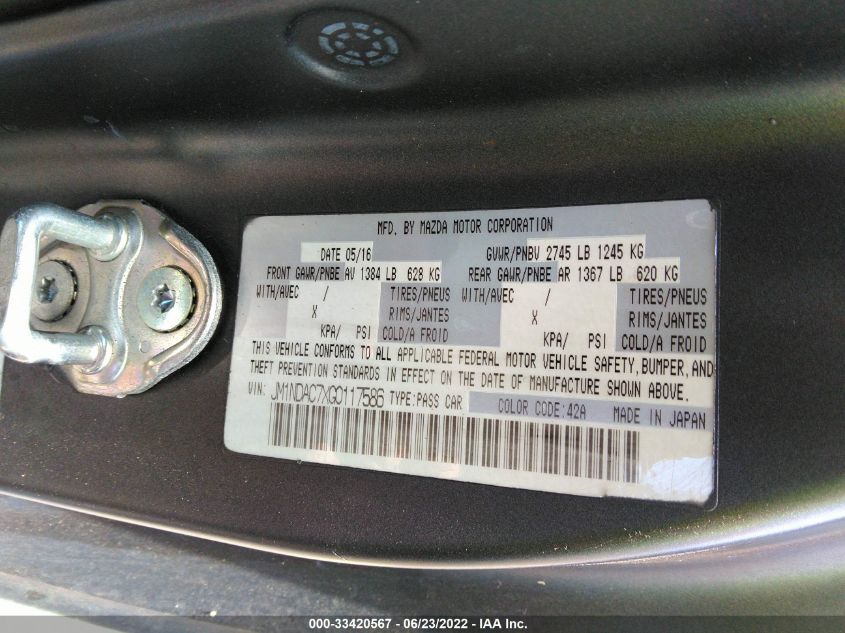 MFD. BY MAZDA MOTOR CORPORATION
DATE 05/16 GVWR/PNBV 2745 LB 1245 KG
FRONT GAWR/PNBE AV 1384 LB 628 KG REAR GAWR/PNBE AR 1367 LB 620 KG
WITH/AVEC / TIRES/PNEUS WITH/AVEC / TIRES/PNEUS
X RIMS/JANTES X RIMS/JANTES
KPA/ PSI COLD/A FROID KPA/ PSI COLD/A FROID
THIS VEHICLE CONFORMS TO ALL APPLICABLE FEDERAL MOTOR VEHICLE SAFETY, BUMPER, AND
THEFT PREVENTION STANDARDS IN EFFECT ON THE DATE OF MANUFACTURE SHOWN ABOVE.
VIN: JM1NDAC7XG0117586 TYPE:PASS CAR COLOR CODE:42A MADE IN JAPAN
© - 33420567 - 06/23/2022 - IAA Inc.